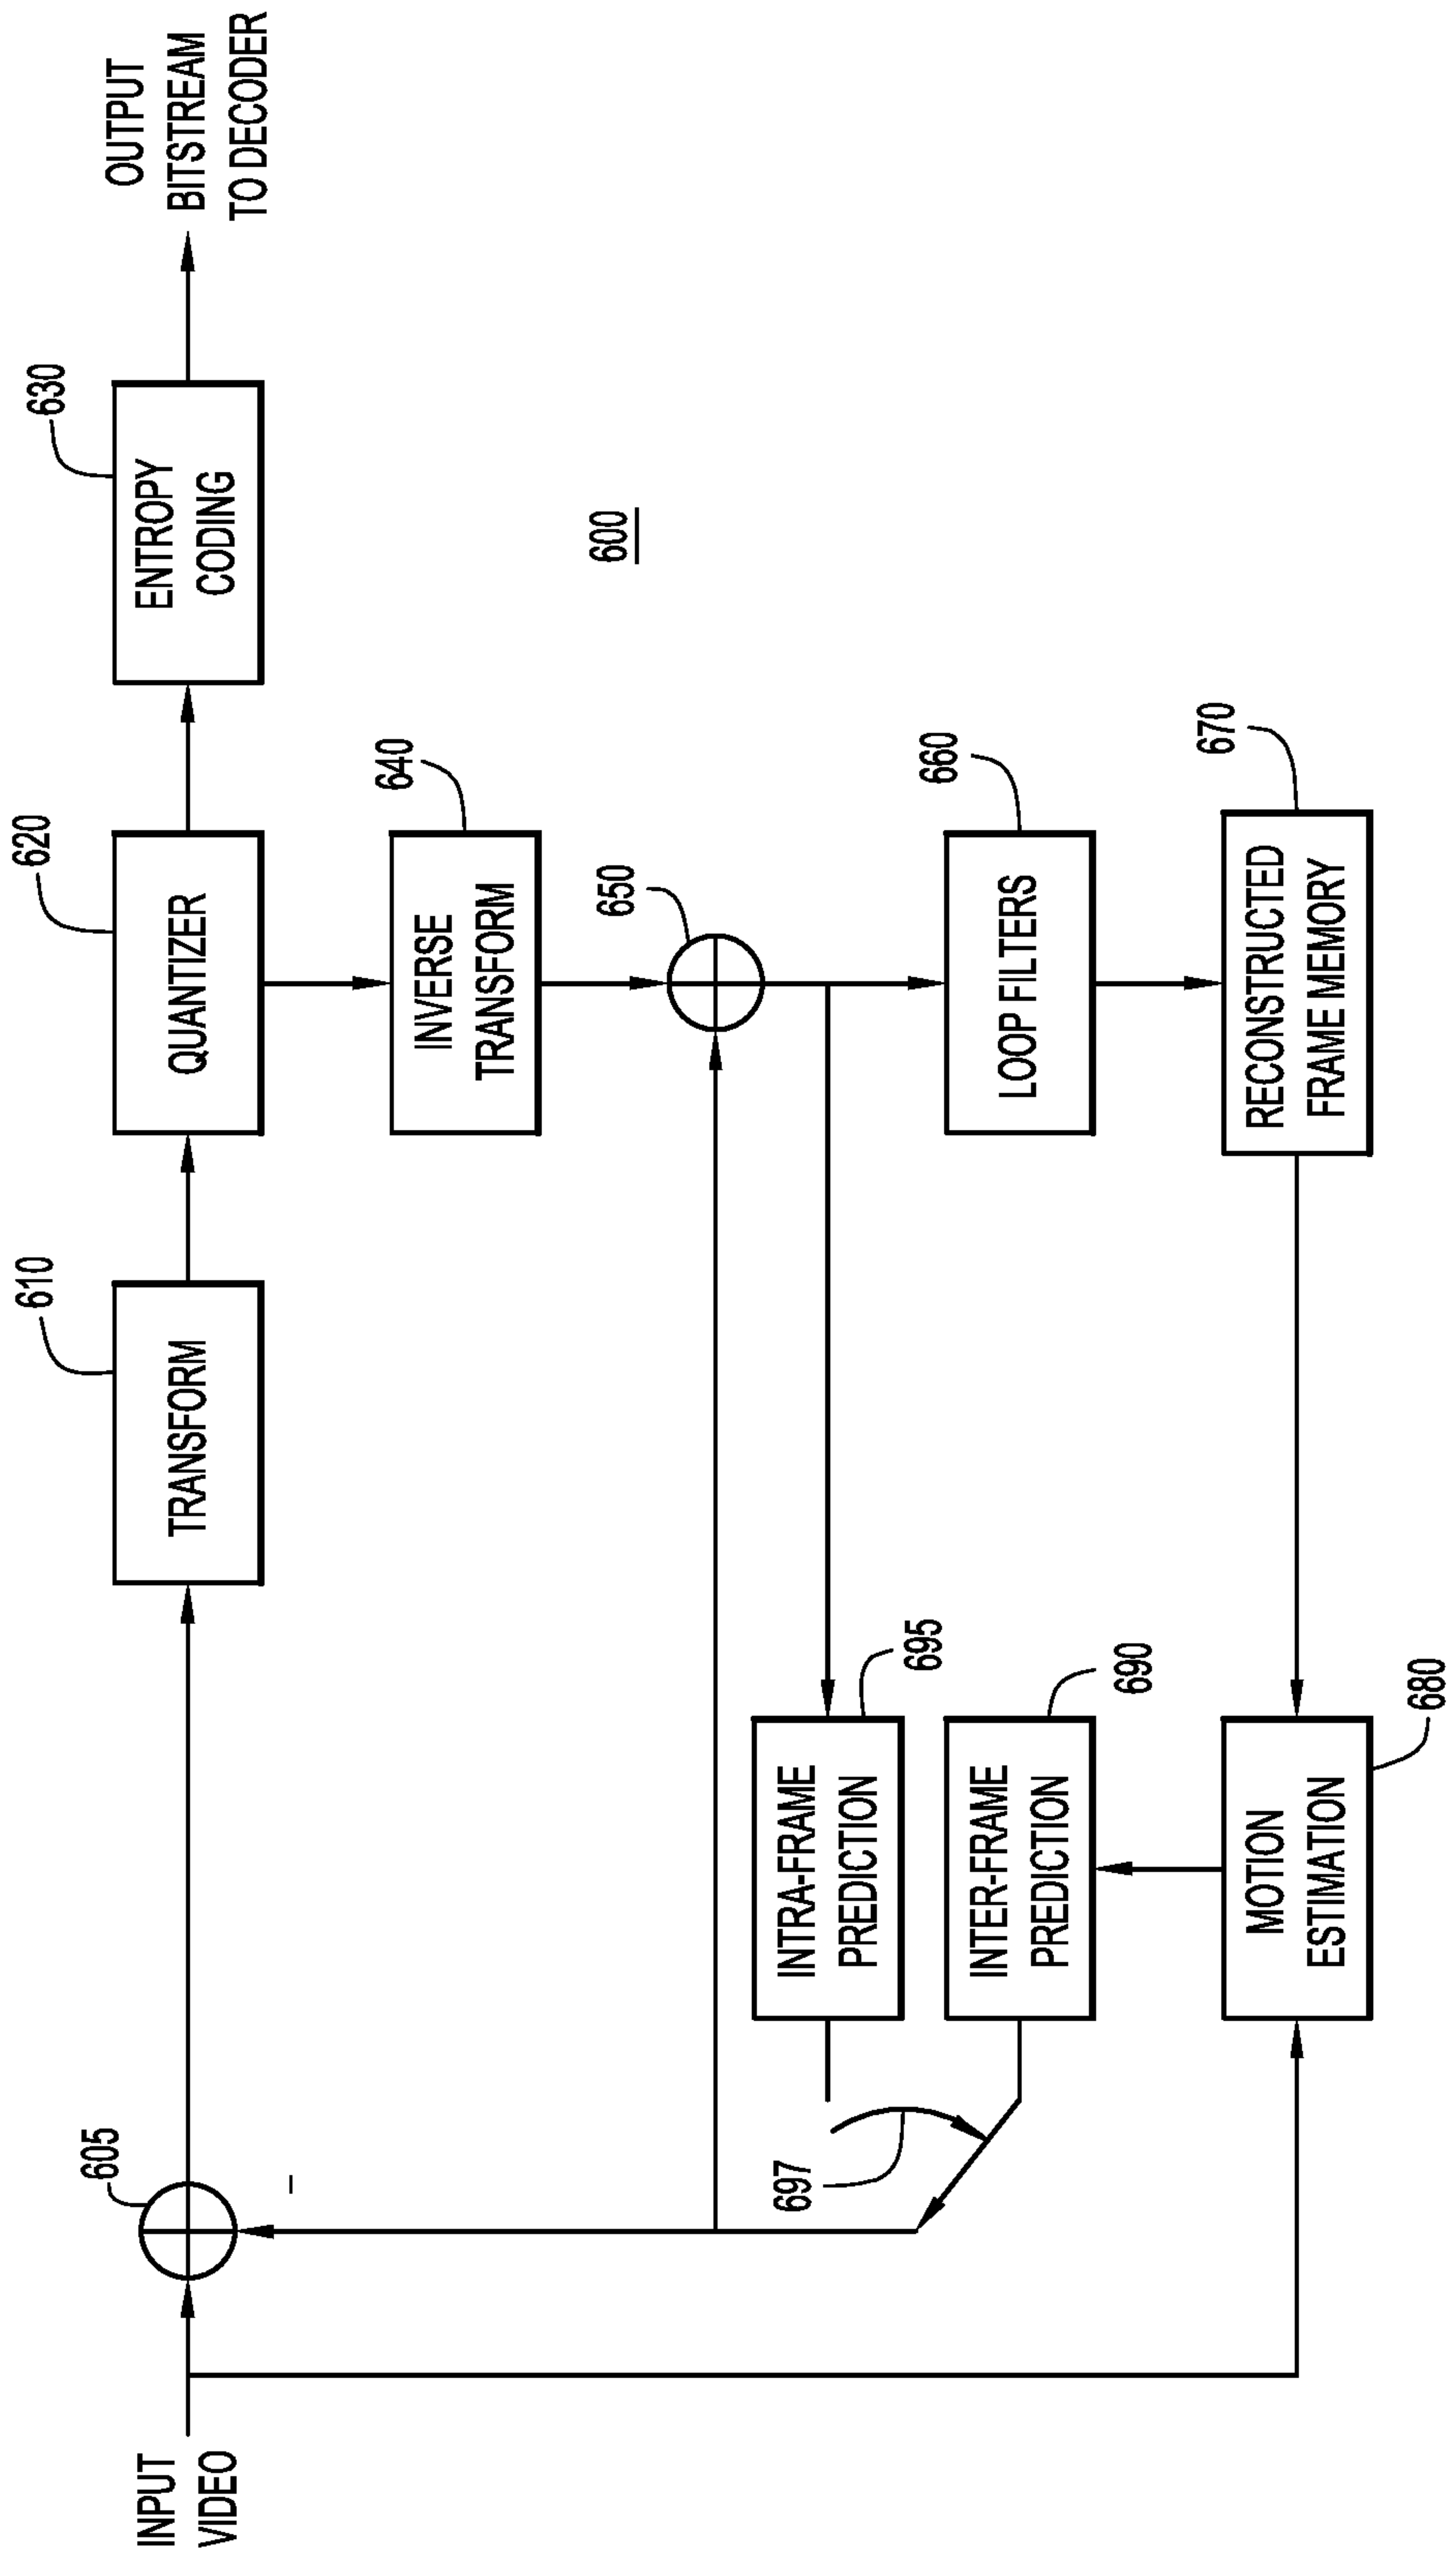 INPUT
VIDEO
605
–
TRANSFORM
610
QUANTIZER
620
ENTROPY
CODING
630
OUTPUT
BITSTREAM
TO DECODER
INVERSE
TRANSFORM
640
650
600
INTRA-FRAME
PREDICTION
695
697
INTER-FRAME
PREDICTION
690
LOOP FILTERS
660
MOTION
ESTIMATION
680
RECONSTRUCTED
FRAME MEMORY
670